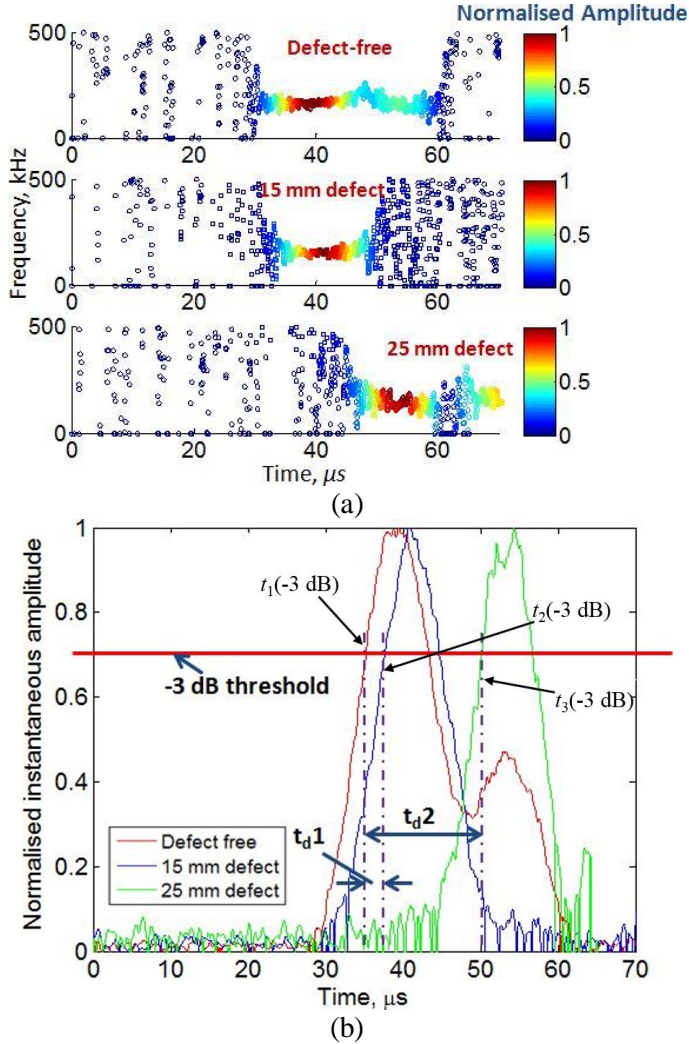 Normalised Amplitude
500
Defect-free
1
0.5
0
0
0 20 40 60
500
15 mm defect
1
0.5
0
0
0 20 40 60
500
25 mm defect
1
0.5
0
0
0 20 40 60
Frequency, kHz
Time, μs
(a)
1
0.8
0.6
0.4
0.2
0
t1(-3 dB)
t2(-3 dB)
-3 dB threshold
t3(-3 dB)
td1
td2
Defect free
15 mm defect
25 mm defect
0 10 20 30 40 50 60 70
Normalised instantaneous amplitude
Time, μs
(b)